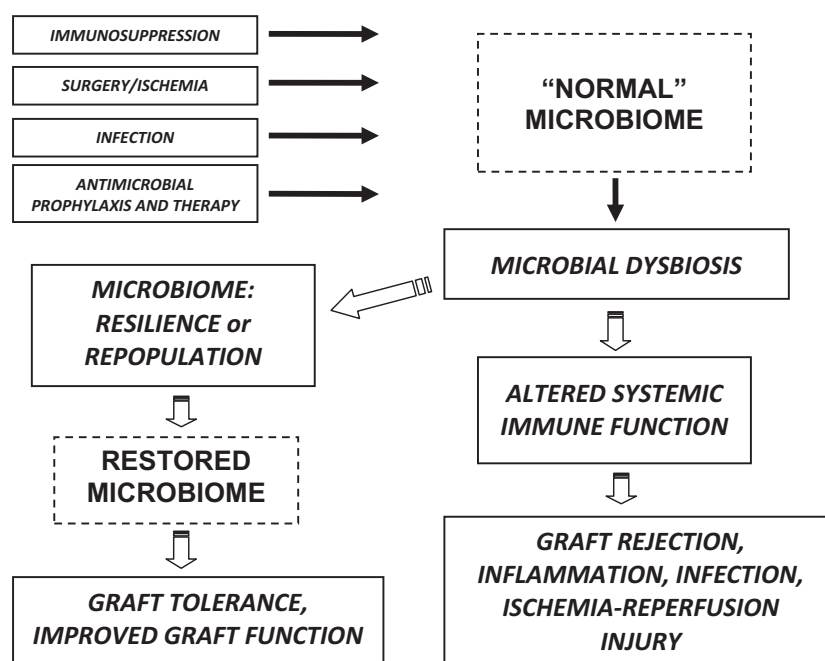 IMMUNOSUPPRESSION
SURGERY/ISCHEMIA
INFECTION
ANTIMICROBIAL
PROPHYLAXIS AND THERAPY
“NORMAL”
MICROBIOME
MICROBIAL DYSBIOSIS
MICROBIOME:
RESILIENCE or
REPOPULATION
ALTERED SYSTEMIC
IMMUNE FUNCTION
RESTORED
MICROBIOME
GRAFT REJECTION,
INFLAMMATION, INFECTION,
ISCHEMIA-REPERFUSION
INJURY
GRAFT TOLERANCE,
IMPROVED GRAFT FUNCTION